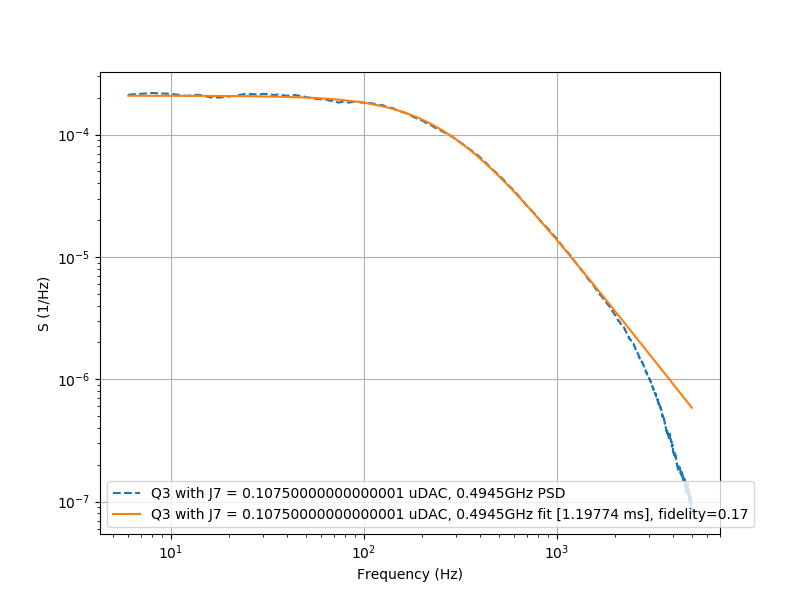 S (1/Hz)
10⁻⁴
10⁻⁵
10⁻⁶
10⁻⁷
Q3 with J7 = 0.10750000000000001 uDAC, 0.4945GHz PSD
Q3 with J7 = 0.10750000000000001 uDAC, 0.4945GHz fit [1.19774 ms], fidelity=0.17
10¹ 10² 10³
Frequency (Hz)